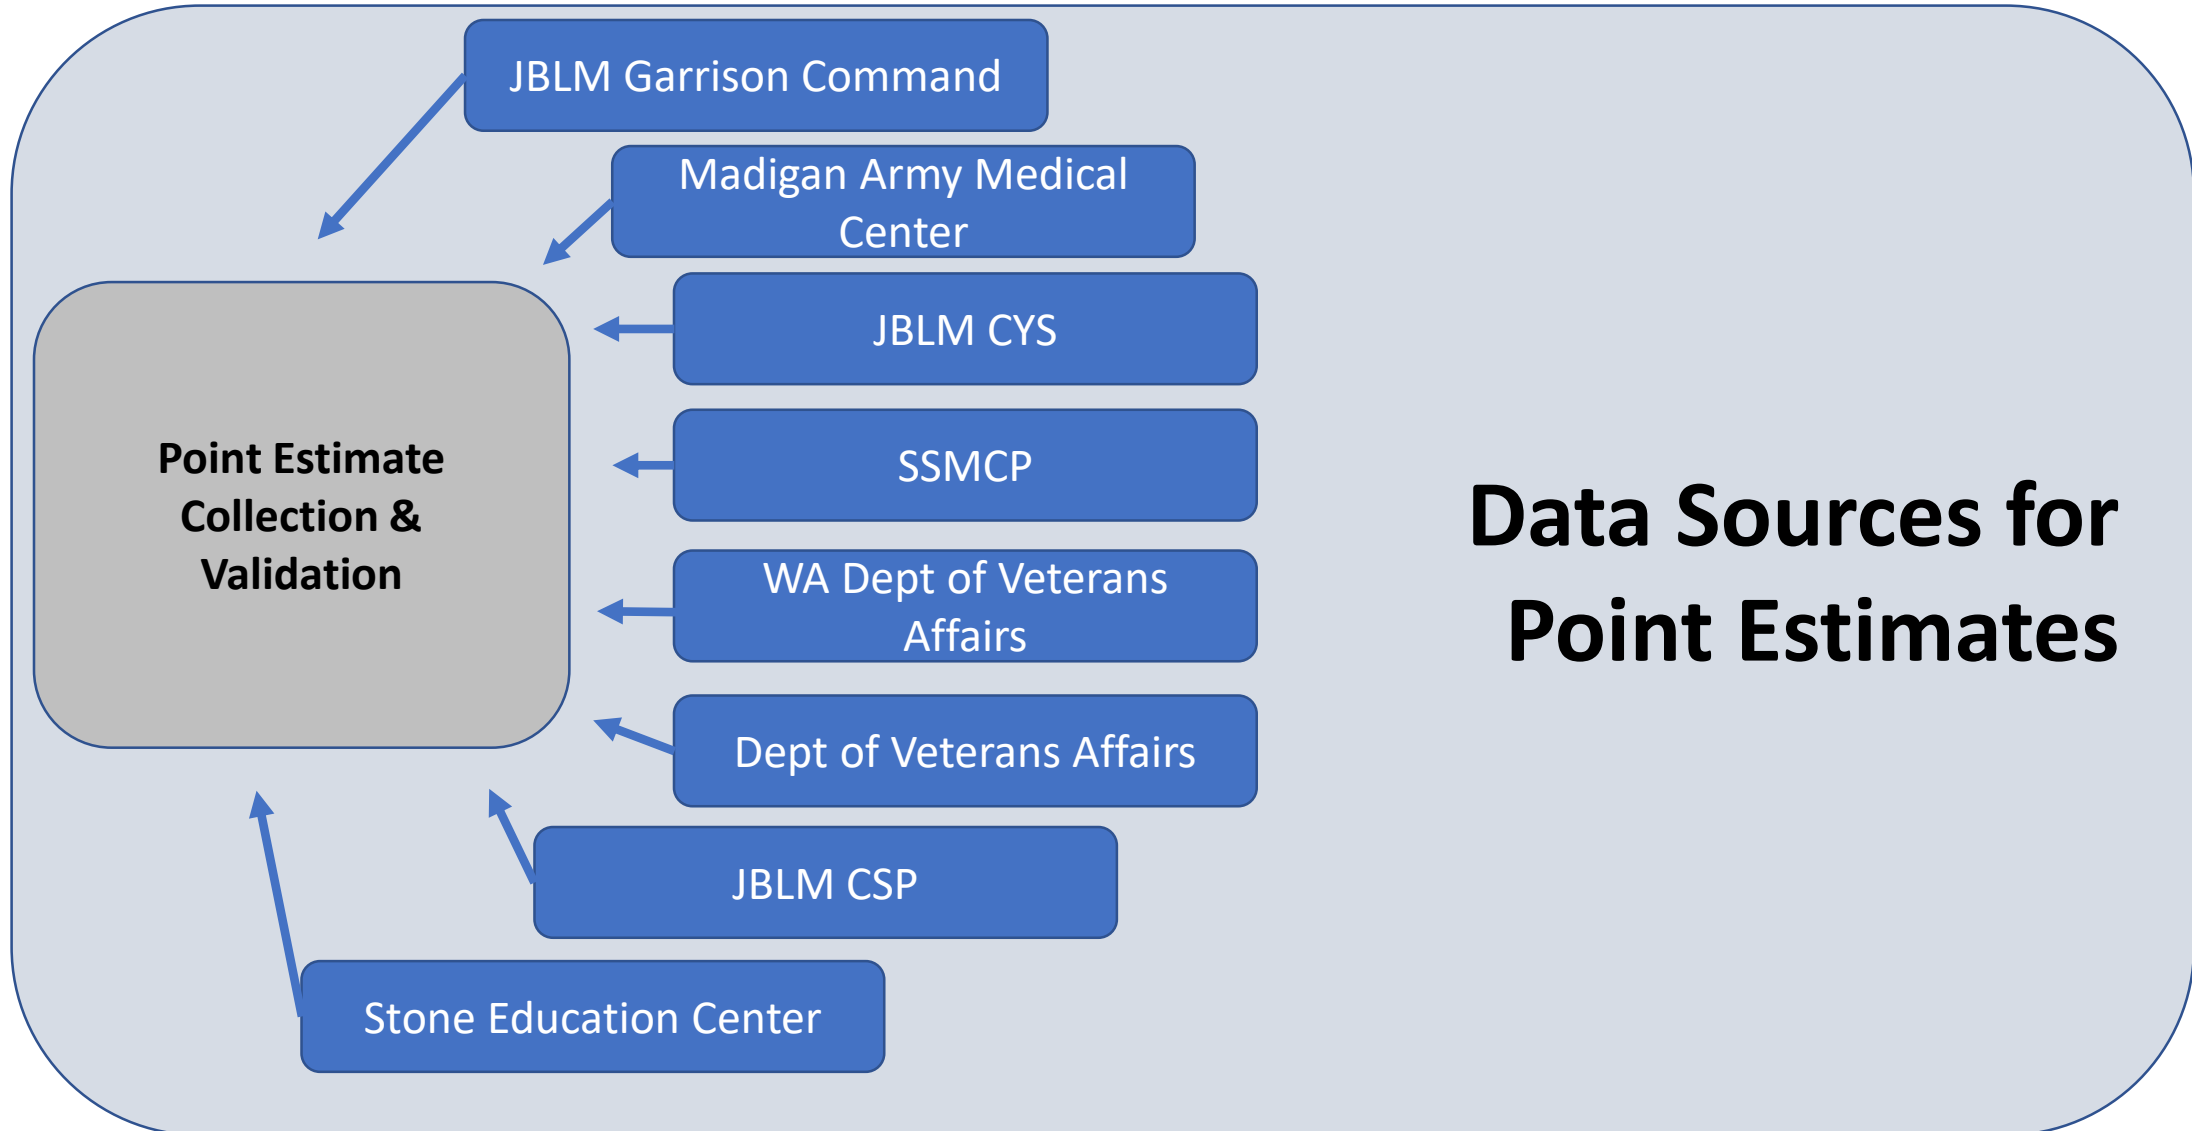 JBLM Garrison Command
Madigan Army Medical
Center
JBLM CYS
SSMCP
WA Dept of Veterans
Affairs
Dept of Veterans Affairs
JBLM CSP
Stone Education Center
Point Estimate
Collection &
Validation
Data Sources for
Point Estimates